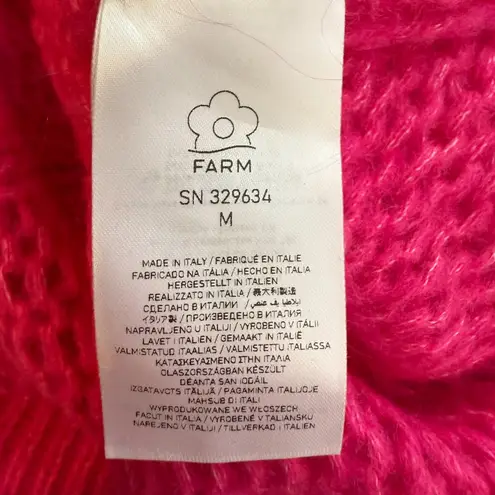 FARM
SN 329634
M
MADE IN ITALY / FABRIQUÉ EN ITALIE
FABRICADO NA ITÁLIA / HECHO EN ITALIA
HERGESTELLT IN ITALIEN
REALIZZATO IN ITALIA / 義大利製造
СДЕЛАНО В ИТАЛИИ /
イタリア製 / ПРОИЗВЕДЕНО В ИТАЛИЯ
NAPRAVLJENO U ITALIJI / VYROBENO V ITÁLII
LAVET I ITALIEN / GEMAAKT IN ITALIË
VALMISTATUD ITAALIAS / VALMISTETTU ITALIASSA
ΚΑΤΑΣΚΕΥΑΣΜΕΝΟ ΣΤΗΝ ΙΤΑΛΙΑ
OLASZORSZÁGBAN KÉSZÜLT
DÉANTA SAN IODÁIL
IZGATAVOTS ITĀLIJĀ / PAGAMINTA ITALIJOJE
MAHSUB DI ITALI
WYPRODUKOWANE WE WŁOSZECH
FACUT IN ITALIA / VYROBENÉ V TALIANSKU
NAREJENO V ITALIJI / TILLVERKAD I ITALIEN